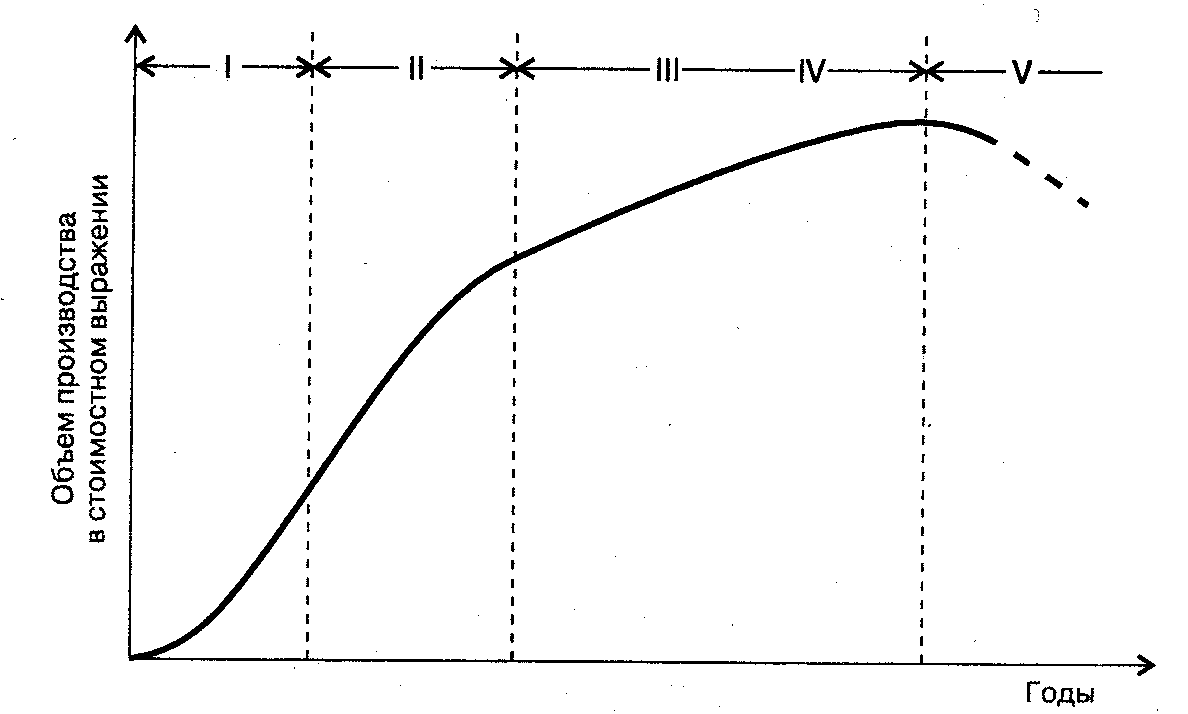 I II III IV V
Объем производства
в стоимостном выражении
Годы